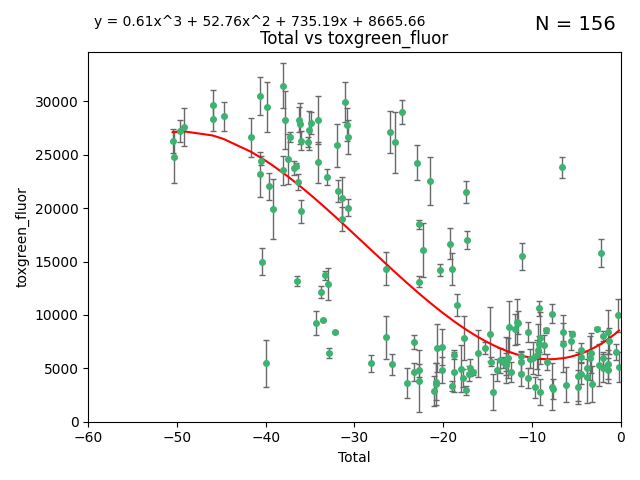 y = 0.61x^3 + 52.76x^2 + 735.19x + 8665.66
N = 156
Total vs toxgreen_fluor
toxgreen_fluor
30000
25000
20000
15000
10000
5000
0
−60
−50
−40
−30
−20
−10
0
Total